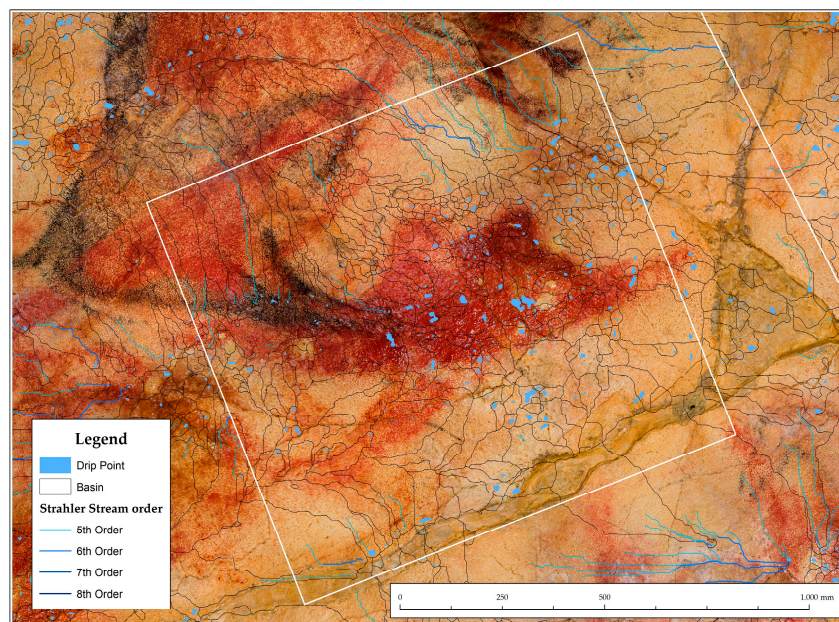 Legend
Drip Point
Basin
Strahler Stream order
5th Order
6th Order
7th Order
8th Order
0 250 500 1.000 mm